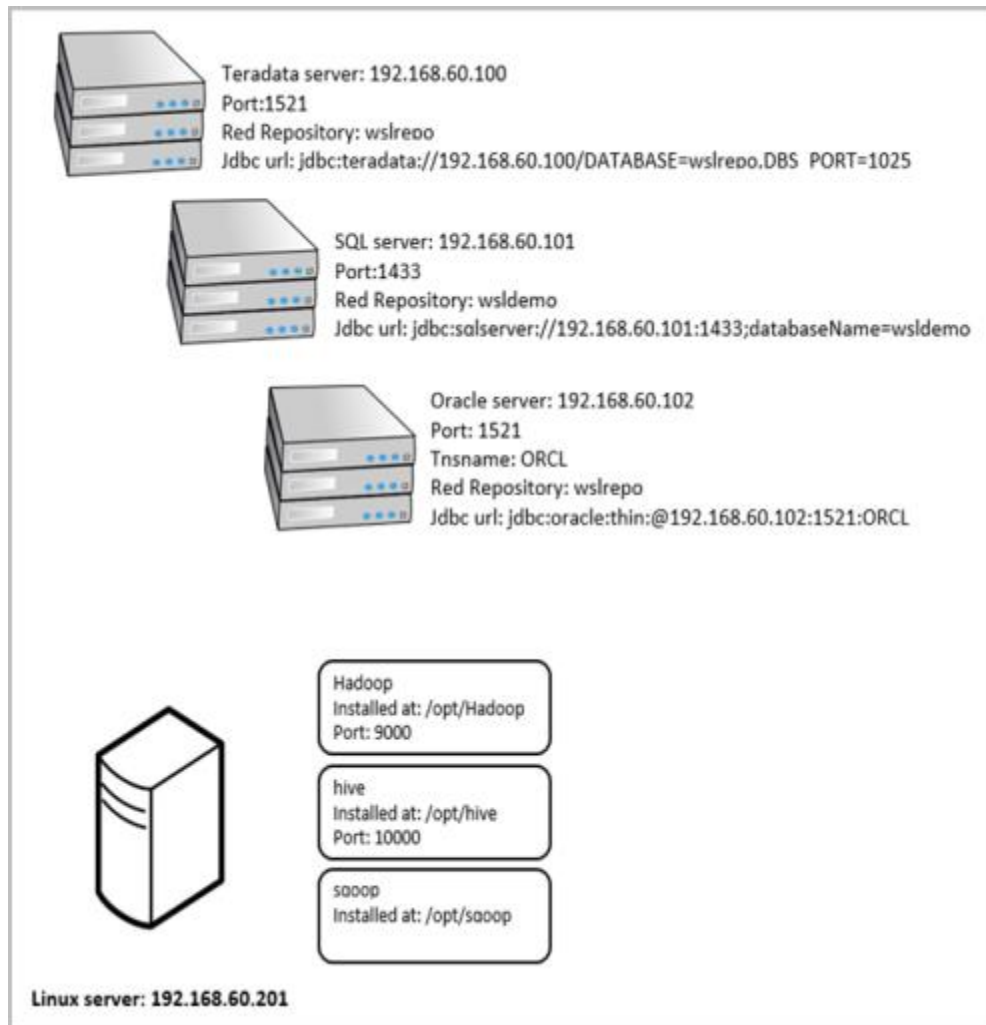 Teradata server: 192.168.60.100
Port:1521
Red Repository: wslrepo
Jdbc url: jdbc:teradata://192.168.60.100/DATABASE=wslrepo,DBS_PORT=1025
SQL server: 192.168.60.101
Port:1433
Red Repository: wsldemo
Jdbc url: jdbc:sqlserver://192.168.60.101:1433;databaseName=wsldemo
Oracle server: 192.168.60.102
Port: 1521
Tnsname: ORCL
Red Repository: wslrepo
Jdbc url: jdbc:oracle:thin:@192.168.60.102:1521:ORCL
Hadoop
Installed at: /opt/Hadoop
Port: 9000
hive
Installed at: /opt/hive
Port: 10000
sqoop
Installed at: /opt/sqoop
Linux server: 192.168.60.201